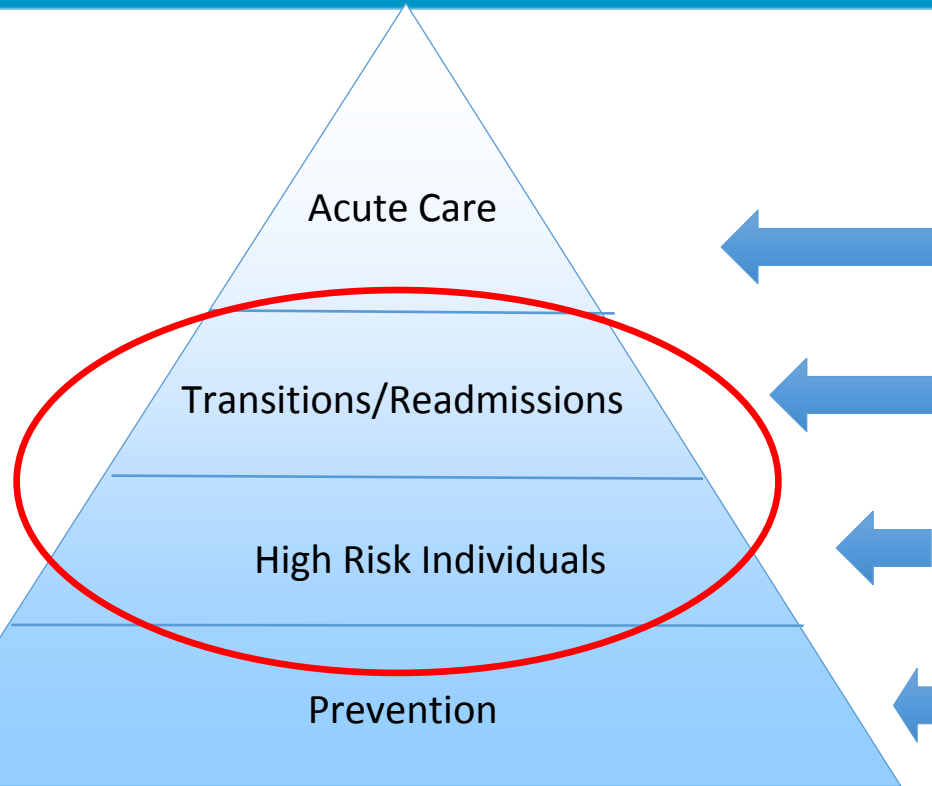 Acute Care
Transitions/Readmissions
High Risk Individuals
Prevention